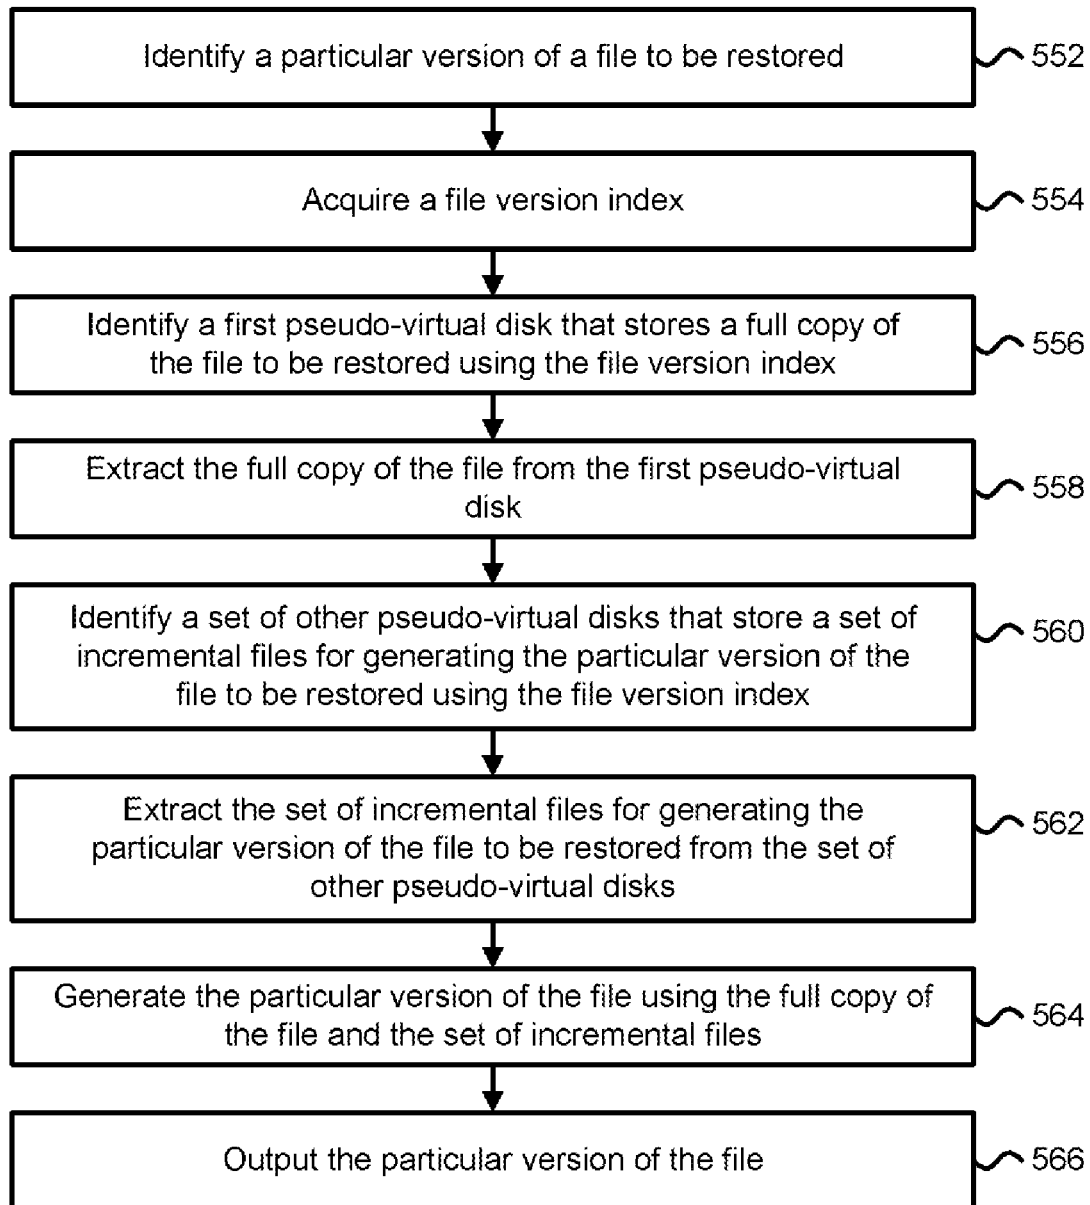 Identify a particular version of a file to be restored
552
Acquire a file version index
554
Identify a first pseudo-virtual disk that stores a full copy of
the file to be restored using the file version index
556
Extract the full copy of the file from the first pseudo-virtual
disk
558
Identify a set of other pseudo-virtual disks that store a set of
incremental files for generating the particular version of the
file to be restored using the file version index
560
Extract the set of incremental files for generating the
particular version of the file to be restored from the set of
other pseudo-virtual disks
562
Generate the particular version of the file using the full copy of
the file and the set of incremental files
564
Output the particular version of the file
566